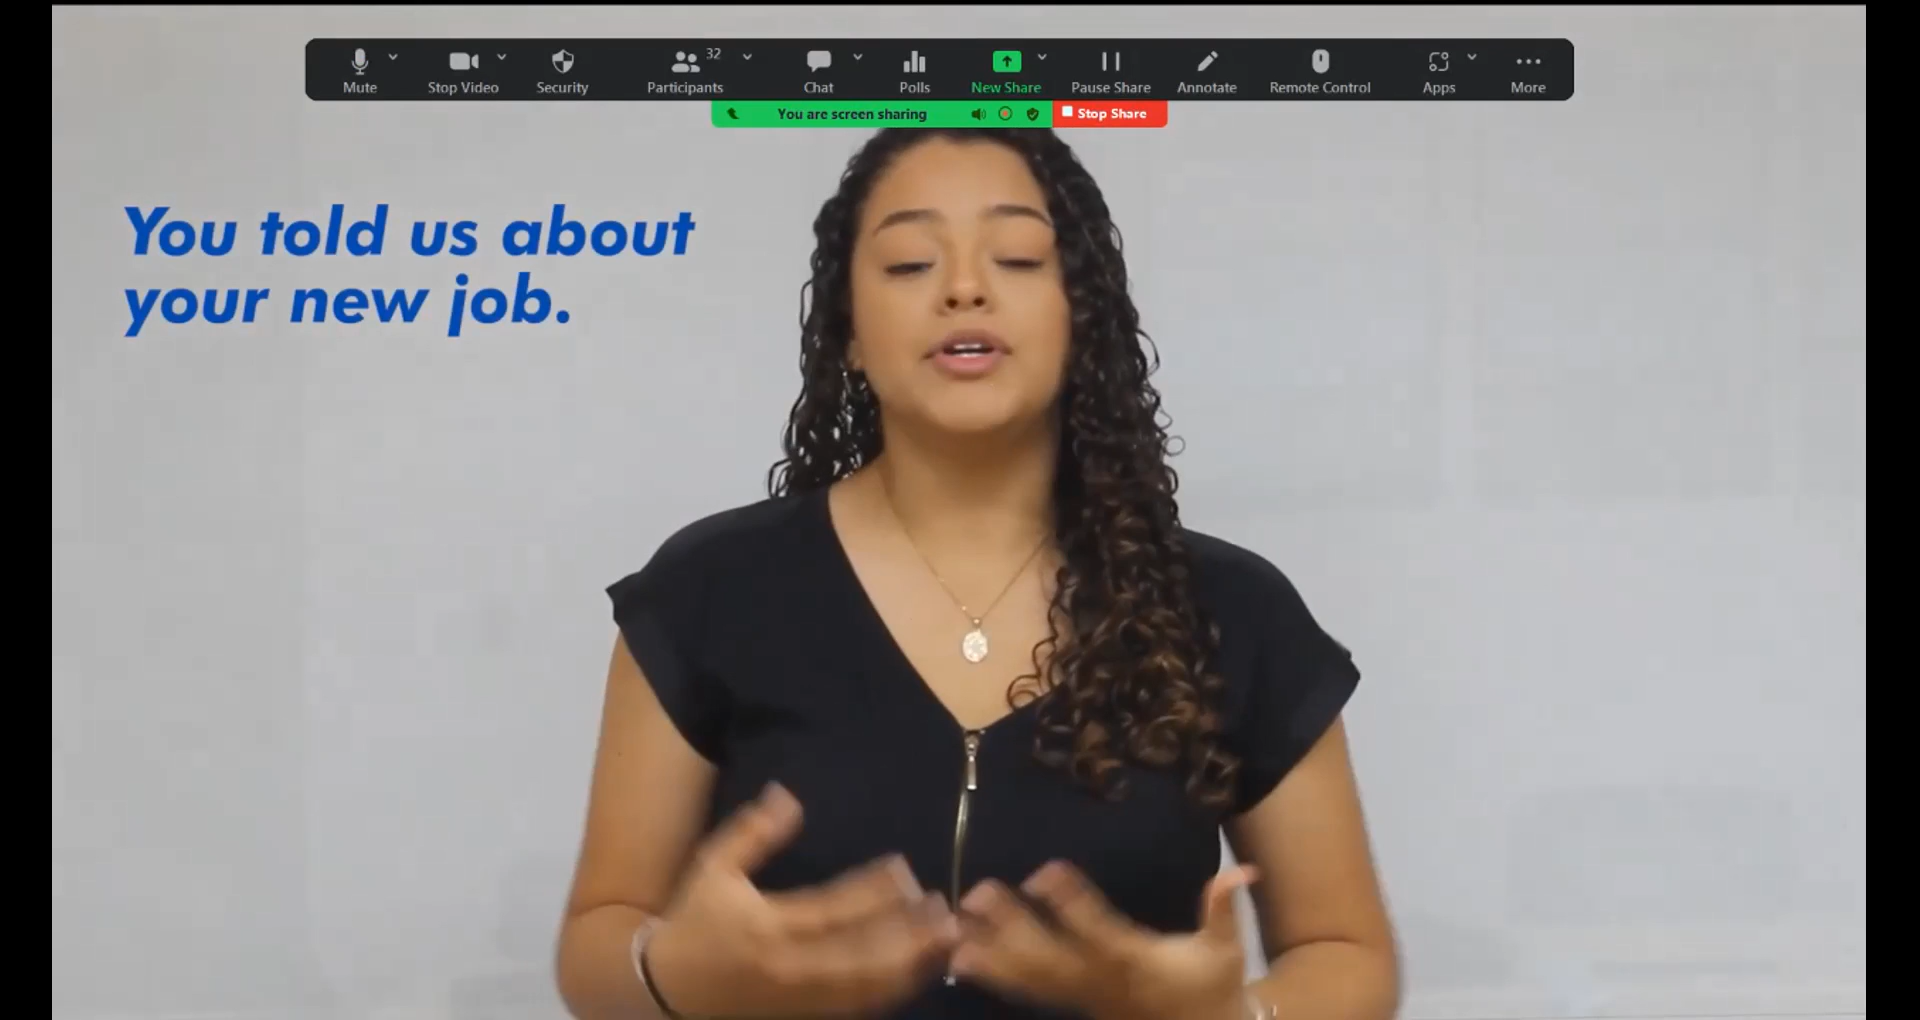 Mute
Stop Video
Security
Participants
32
Chat
Polls
New Share
Pause Share
Annotate
Remote Control
Apps
More
You are screen sharing
Stop Share
You told us about
your new job.